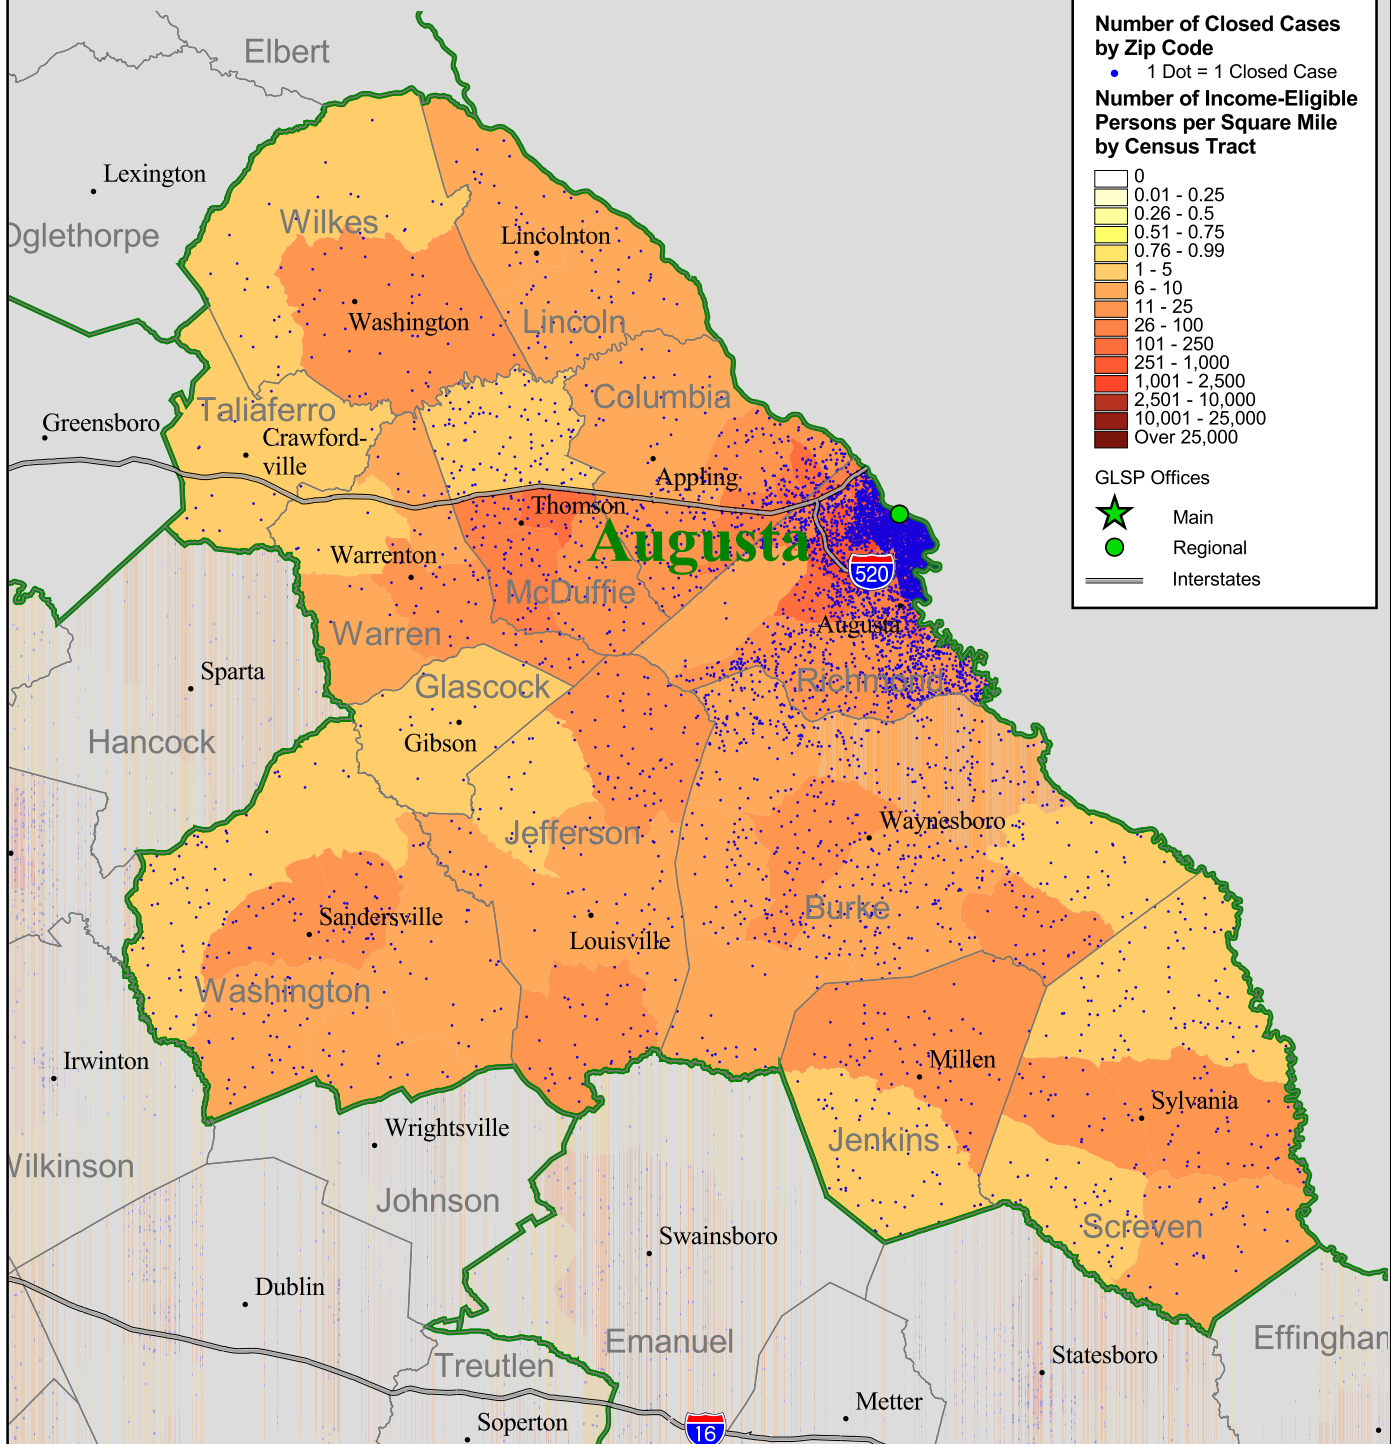 Number of Closed Cases
by Zip Code
1 Dot = 1 Closed Case
Number of Income-Eligible
Persons per Square Mile
by Census Tract
0
0.01 - 0.25
0.26 - 0.5
0.51 - 0.75
0.76 - 0.99
1 - 5
6 - 10
11 - 25
26 - 100
101 - 250
251 - 1,000
1,001 - 2,500
2,501 - 10,000
10,001 - 25,000
Over 25,000
GLSP Offices
Main
Regional
Interstates
Elbert
Lexington
Oglethorpe
Wilkes
Lincolnton
Washington
Lincoln
Taliaferro
Columbia
Greensboro
Crawford-
ville
Appling
Thomson
Augusta
Warrenton
520
McDuffie
Augusta
Warren
Sparta
Glascock
Richmond
Gibson
Hancock
Jefferson
Waynesboro
Burke
Sandersville
Louisville
Washington
Irwinton
Millen
Sylvania
Wrightsville
Jenkins
Wilkinson
Johnson
Screven
Swainsboro
Dublin
Emanuel
Effingham
Treutlen
Statesboro
Metter
Soperton
16